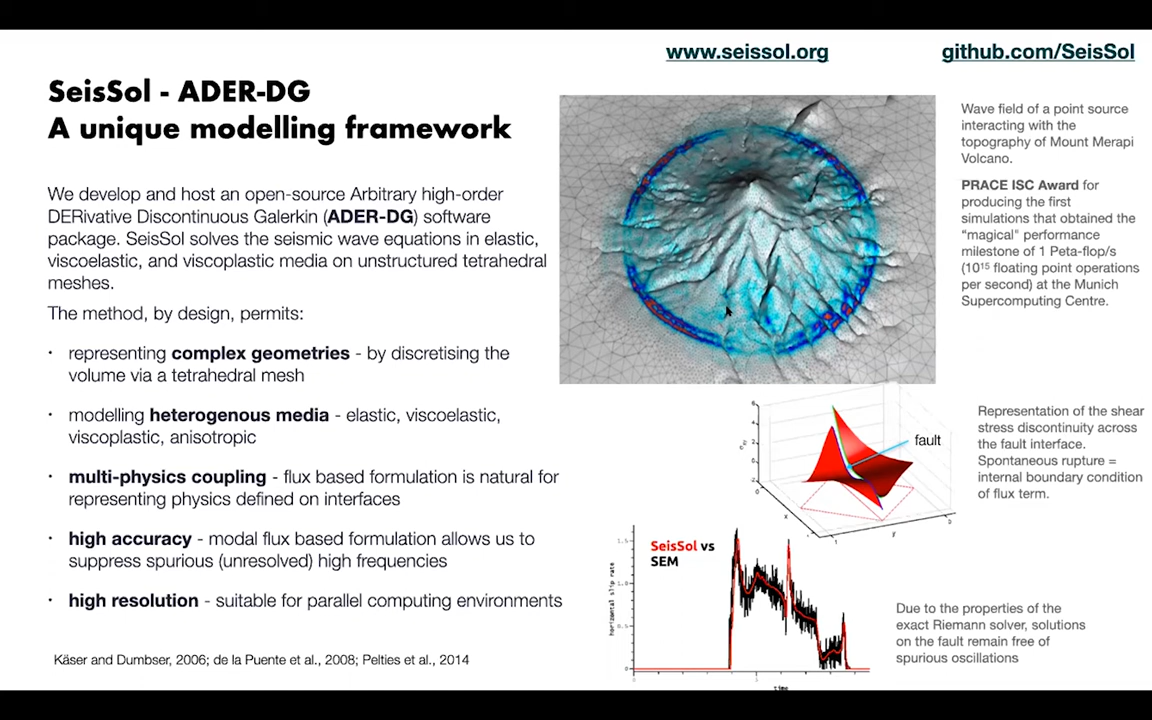 www.seissol.org
github.com/SeisSol
SeisSol - ADER-DG
A unique modelling framework
We develop and host an open-source Arbitrary high-order
DERivative Discontinuous Galerkin (ADER-DG) software
package. SeisSol solves the seismic wave equations in elastic,
viscoelastic, and viscoplastic media on unstructured tetrahedral
meshes.
The method, by design, permits:
· representing complex geometries - by discretising the
volume via a tetrahedral mesh
· modelling heterogenous media - elastic, viscoelastic,
viscoplastic, anisotropic
· multi-physics coupling - flux based formulation is natural for
representing physics defined on interfaces
· high accuracy - modal flux based formulation allows us to
suppress spurious (unresolved) high frequencies
· high resolution - suitable for parallel computing environments
Käser and Dumbser, 2006; de la Puente et al., 2008; Pelties et al., 2014
Wave field of a point source
interacting with the
topography of Mount Merapi
Volcano.
PRACE ISC Award for
producing the first
simulations that obtained the
“magical" performance
milestone of 1 Peta-flop/s
(10¹⁵ floating point operations
per second) at the Munich
Supercomputing Centre.
fault
Representation of the shear
stress discontinuity across
the fault interface.
Spontaneous rupture =
internal boundary condition
of flux term.
SeisSol vs
SEM
horizontal slip rate
time
Due to the properties of the
exact Riemann solver, solutions
on the fault remain free of
spurious oscillations